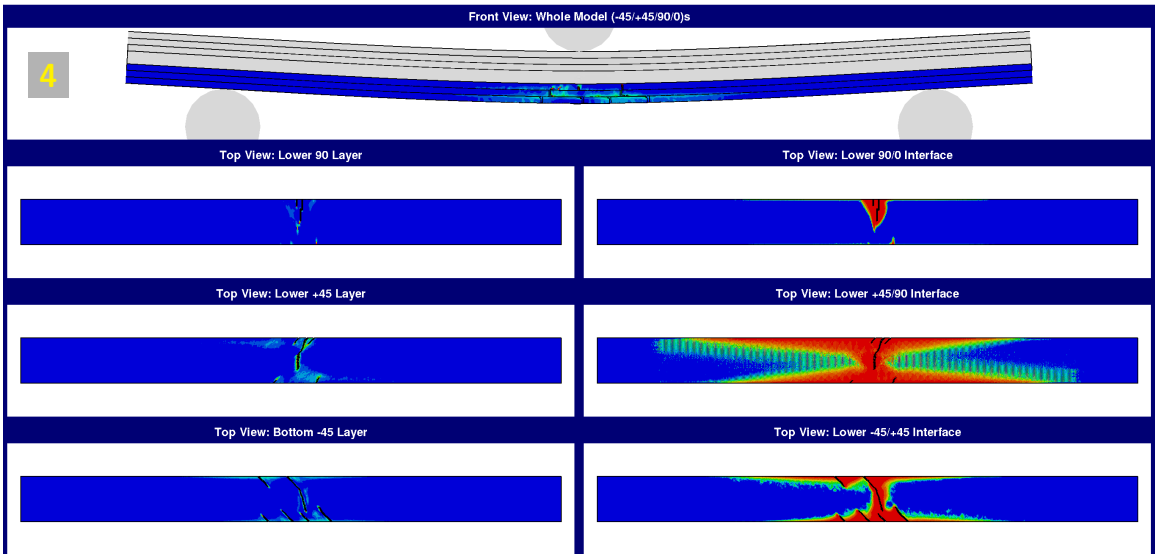 Front View: Whole Model (-45/+45/90/0)s
4
Top View: Lower 90 Layer
Top View: Lower 90/0 Interface
Top View: Lower +45 Layer
Top View: Lower +45/90 Interface
Top View: Bottom -45 Layer
Top View: Lower -45/+45 Interface